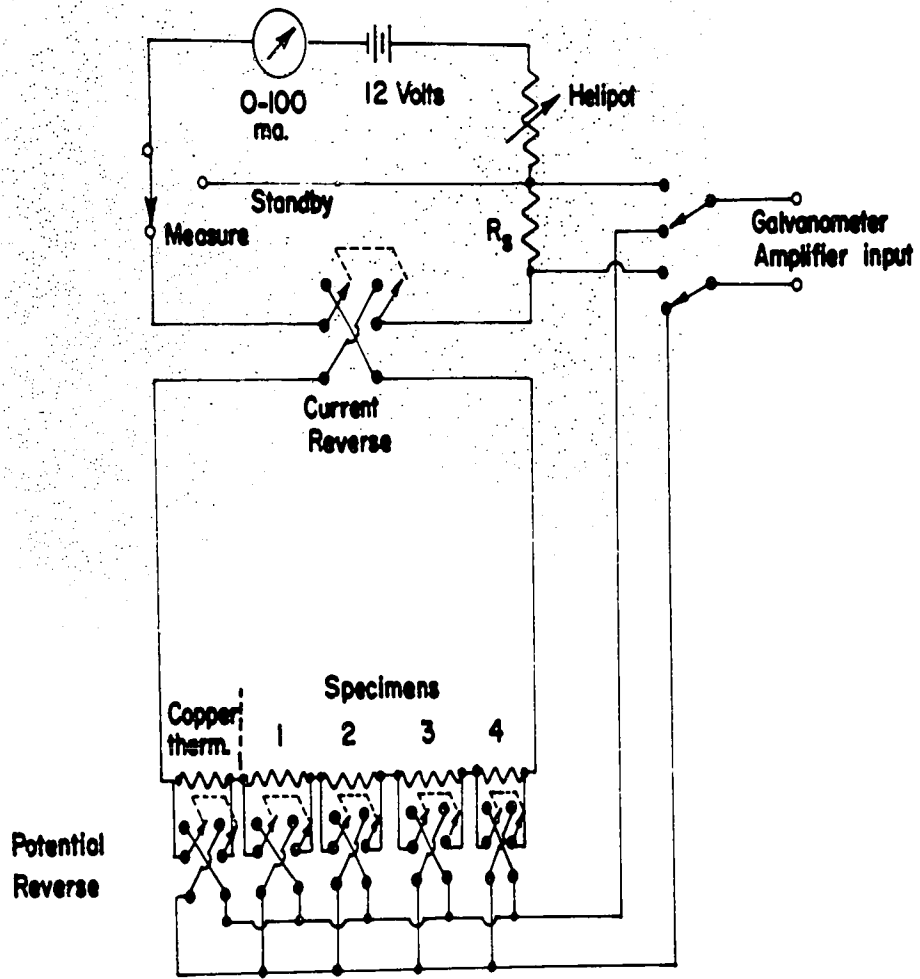 0-100
ma.
12 Volts
Helipot
Standby
Measure
R_s
Galvanometer
Amplifier input
Current
Reverse
Specimens
Copper
therm.
1
2
3
4
Potential
Reverse